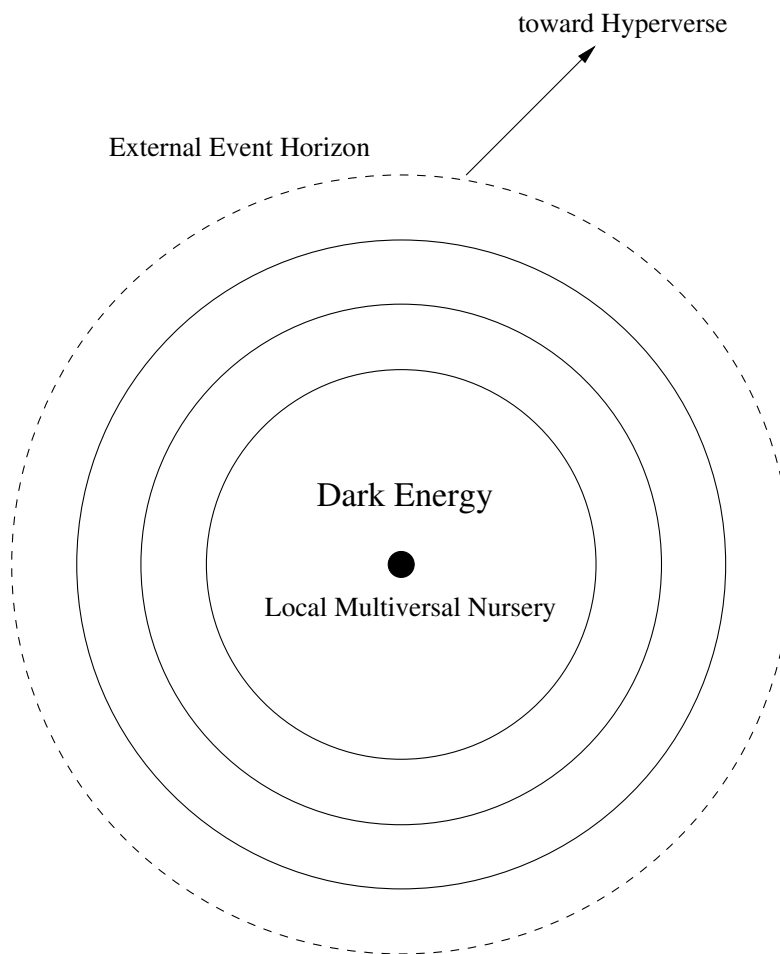 toward Hyperverse
External Event Horizon
Dark Energy
Local Multiversal Nursery